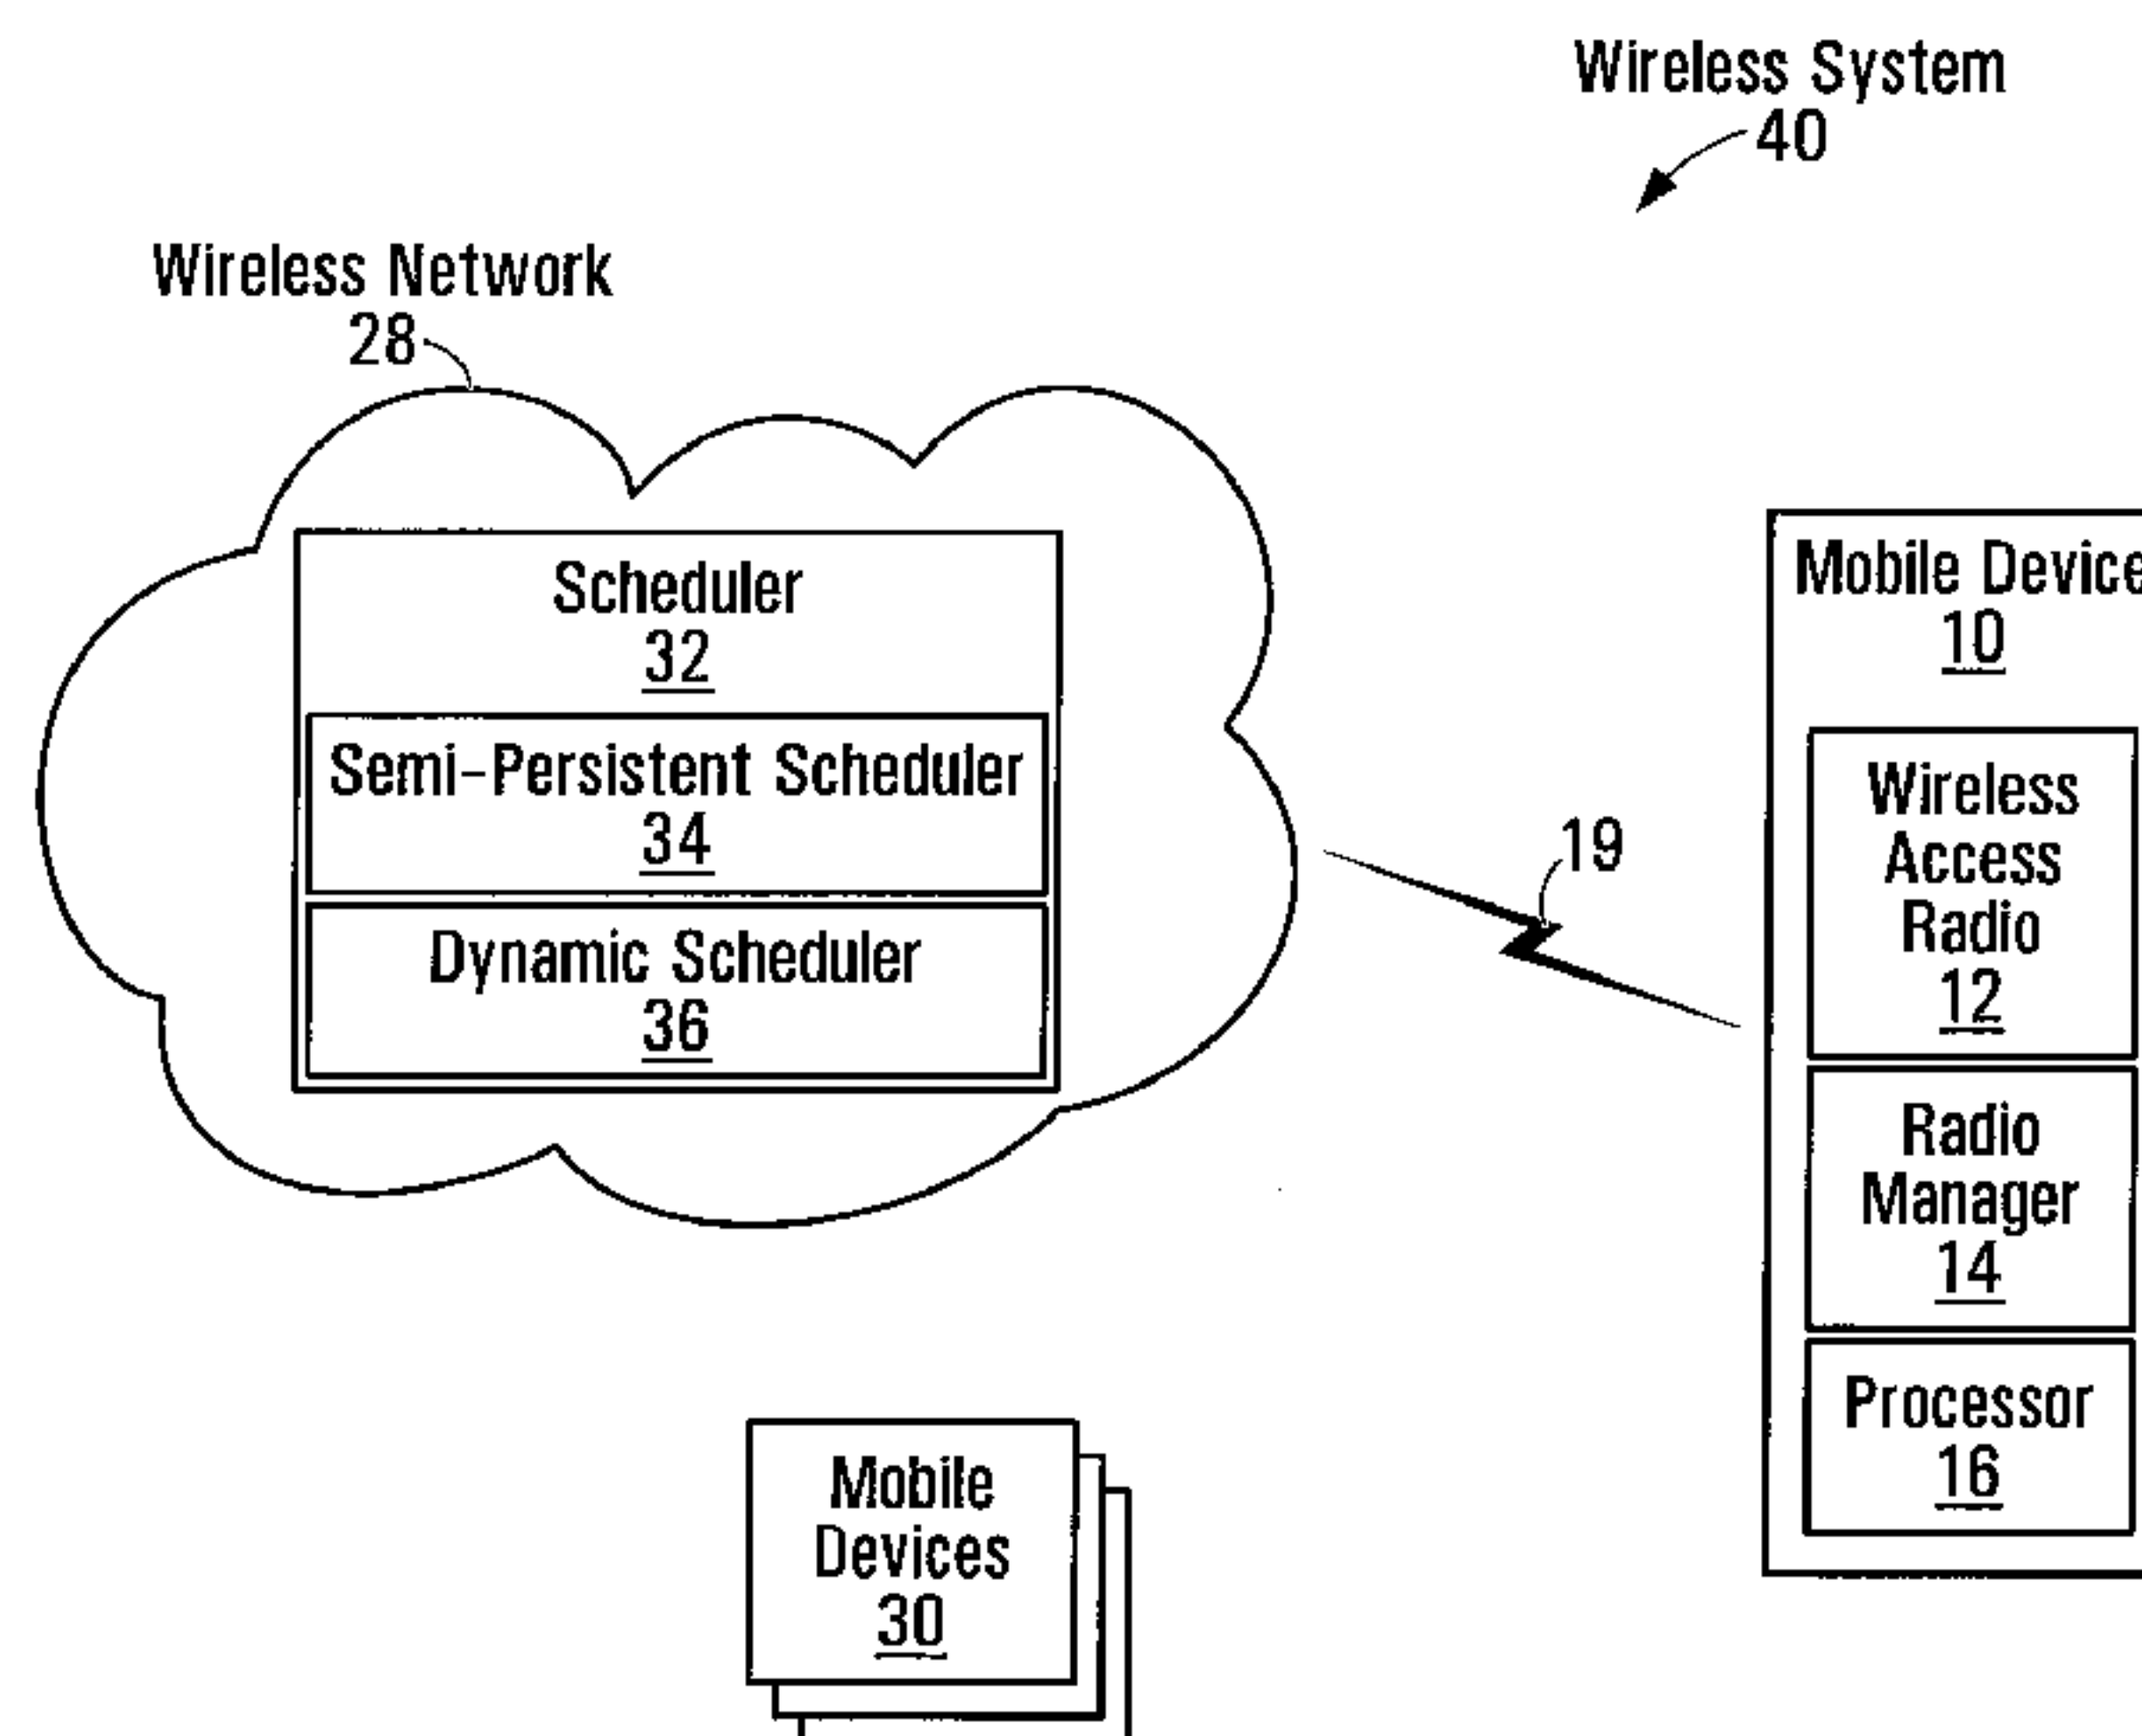 Wireless System
40
Wireless Network
28
Scheduler
32
Semi-Persistent Scheduler
34
Dynamic Scheduler
36
19
Mobile Device
10
Wireless
Access
Radio
12
Radio
Manager
14
Processor
16
Mobile
Devices
30